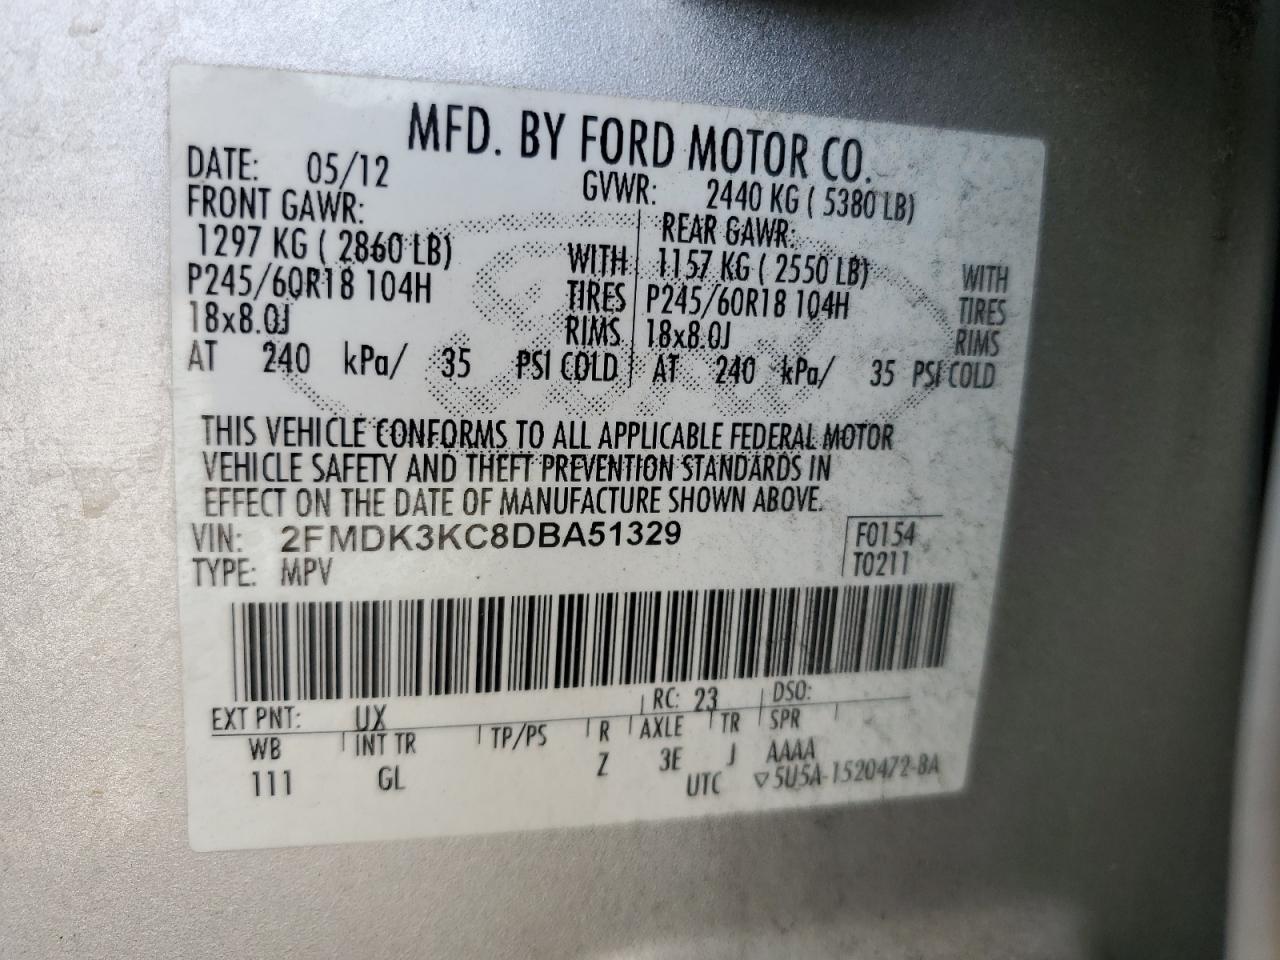 MFD. BY FORD MOTOR CO.
DATE: 05/12 GVWR: 2440 KG ( 5380 LB)
FRONT GAWR: REAR GAWR:
1297 KG ( 2860 LB) WITH 1157 KG ( 2550 LB) WITH
P245/60R18 104H TIRES P245/60R18 104H TIRES
18x8.0J RIMS 18x8.0J RIMS
AT 240 kPa/ 35 PSI COLD AT 240 kPa/ 35 PSI COLD
THIS VEHICLE CONFORMS TO ALL APPLICABLE FEDERAL MOTOR
VEHICLE SAFETY AND THEFT PREVENTION STANDARDS IN
EFFECT ON THE DATE OF MANUFACTURE SHOWN ABOVE.
VIN: 2FMDK3KC8DBA51329 F0154
TYPE: MPV T0211
EXT PNT: UX RC: 23 DSO:
WB INT TR TP/PS R AXLE TR SPR
111 GL Z 3E J AAAA
UTC ▽5U5A-1520472-BA